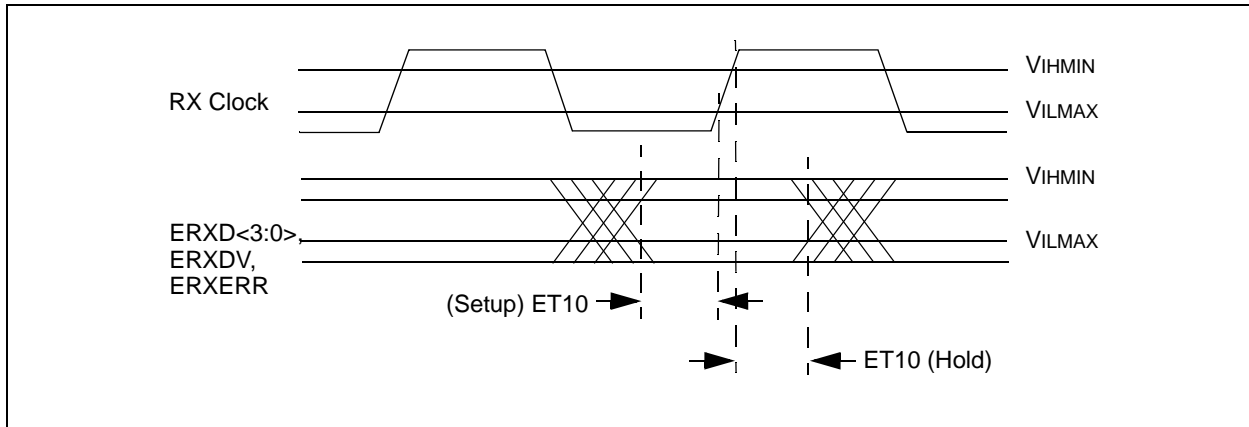 VIHMIN
RX Clock
VILMAX
VIHMIN
ERXD<3:0>,
ERXDV,
ERXERR
VILMAX
(Setup) ET10
ET10 (Hold)